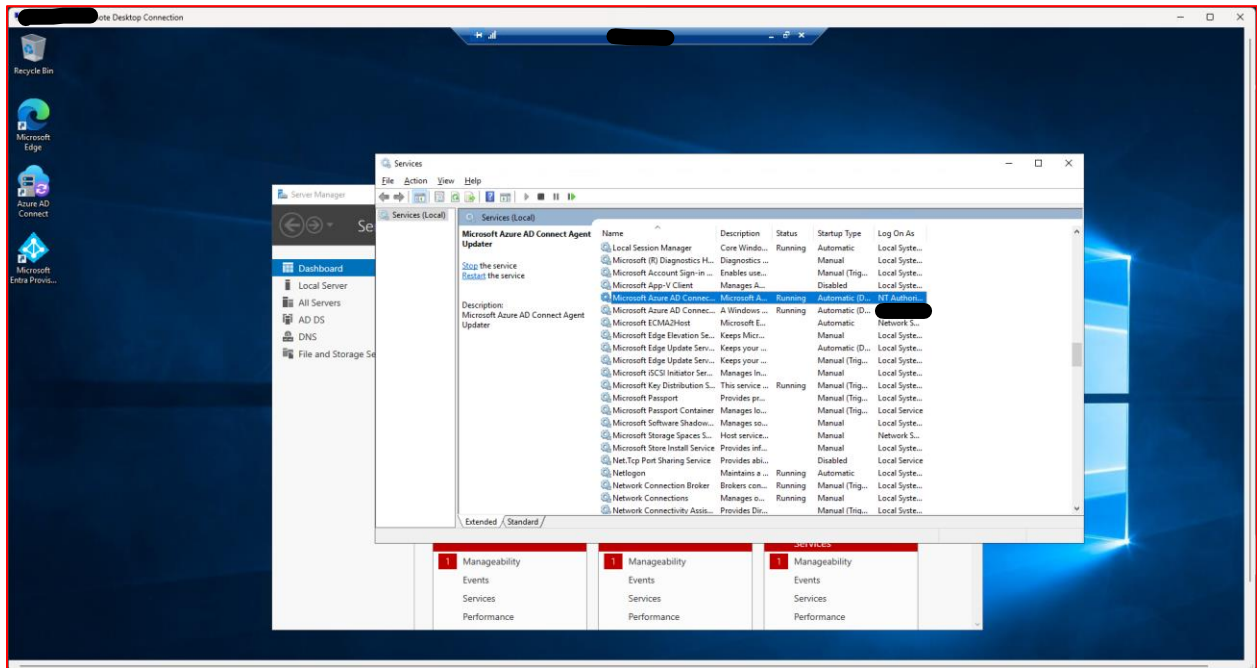 ote Desktop Connection
Recycle Bin
Microsoft
Edge
Azure AD
Connect
Microsoft
Entra Provis...
Server Manager
Se
Dashboard
Local Server
All Servers
AD DS
DNS
File and Storage Se
Services
File Action View Help
Services (Local)
Services (Local)
Microsoft Azure AD Connect Agent
Updater
Stop the service
Restart the service
Description:
Microsoft Azure AD Connect Agent
Updater
Name Description Status Startup Type Log On As
Local Session Manager Core Windo... Running Automatic Local Syste...
Microsoft (R) Diagnostics H... Diagnostics ... Manual Local Syste...
Microsoft Account Sign-in ... Enables use... Manual (Trig... Local Syste...
Microsoft App-V Client Manages A... Disabled Local Syste...
Microsoft Azure AD Connec... Microsoft A... Running Automatic (D... NT Authori...
Microsoft Azure AD Connec... A Windows ... Running Automatic (D...
Microsoft ECMA2Host Microsoft E... Automatic Network S...
Microsoft Edge Elevation Se... Keeps Micr... Manual Local Syste...
Microsoft Edge Update Serv... Keeps your ... Automatic (D... Local Syste...
Microsoft Edge Update Serv... Keeps your ... Manual (Trig... Local Syste...
Microsoft iSCSI Initiator Ser... Manages In... Manual Local Syste...
Microsoft Key Distribution S... This service ... Running Manual (Trig... Local Syste...
Microsoft Passport Provides pr... Manual (Trig... Local Syste...
Microsoft Passport Container Manages lo... Manual (Trig... Local Service
Microsoft Software Shadow... Manages so... Manual Local Syste...
Microsoft Storage Spaces S... Host service... Manual Network S...
Microsoft Store Install Service Provides inf... Manual Local Syste...
Net.Tcp Port Sharing Service Provides abi... Disabled Local Service
Netlogon Maintains a ... Running Automatic Local Syste...
Network Connection Broker Brokers con... Running Manual (Trig... Local Syste...
Network Connections Manages o... Running Manual Local Syste...
Network Connectivity Assis... Provides Dir... Manual (Trig... Local Syste...
Extended Standard
Services
1 Manageability 1 Manageability 1 Manageability
Events Events Events
Services Services Services
Performance Performance Performance